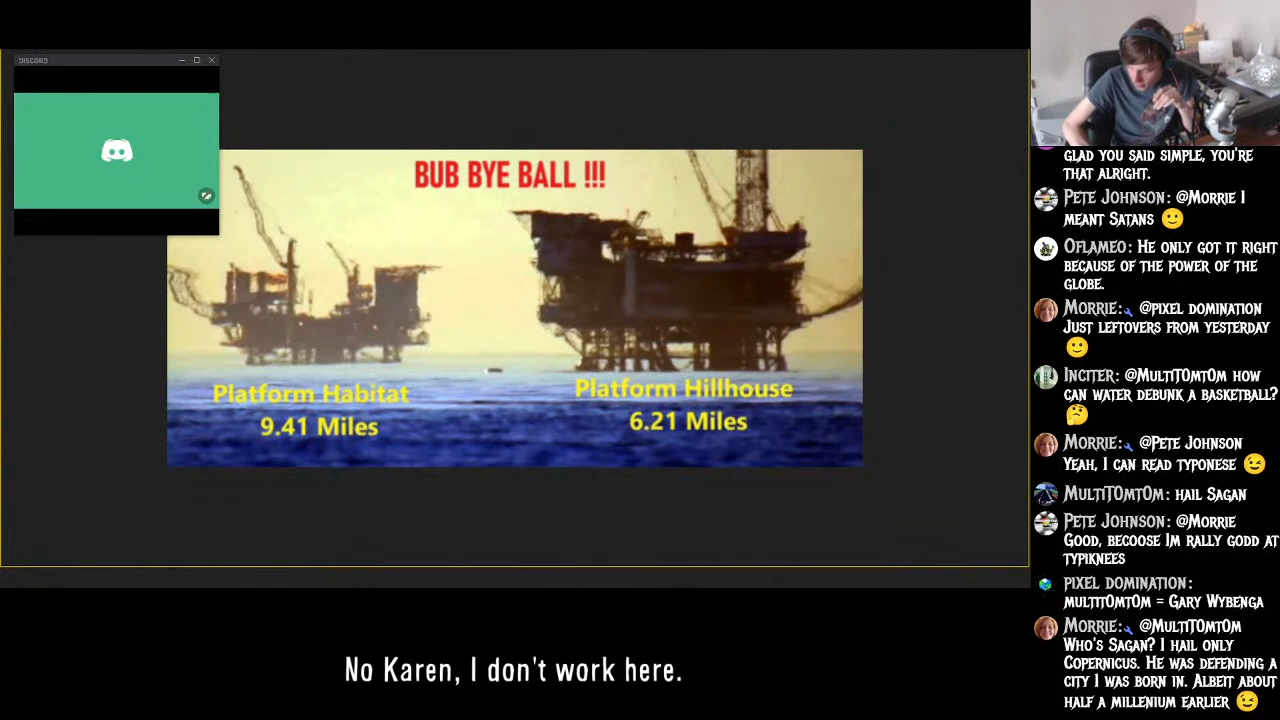 DISCORD
BUB BYE BALL !!!
Platform Habitat
9.41 Miles
Platform Hillhouse
6.21 Miles
No Karen, I don't work here.
GLAD YOU SAID SIMPLE, YOU'RE
THAT ALRIGHT.
PETE JOHNSON: @MORRIE I
MEANT SATANS 🙂
OFLAMEO: HE ONLY GOT IT RIGHT
BECAUSE OF THE POWER OF THE
GLOBE.
MORRIE: @PIXEL DOMINATION
JUST LEFTOVERS FROM YESTERDAY
🙂
INCITER: @MULTIT0MT0M HOW
CAN WATER DEBUNK A BASKETBALL?
🤔
MORRIE: @PETE JOHNSON
YEAH, I CAN READ TYPONESE 😉
MULTIT0MT0M: HAIL SAGAN
PETE JOHNSON: @MORRIE
GOOD, BECOOSE IM RALLY GODD AT
TYPIKNEES
PIXEL DOMINATION:
MULTIT0MT0M = GARY WYBENGA
MORRIE: @MULTIT0MT0M
WHO'S SAGAN? I HAIL ONLY
COPERNICUS. HE WAS DEFENDING A
CITY I WAS BORN IN. ALBEIT ABOUT
HALF A MILLENIUM EARLIER 😉